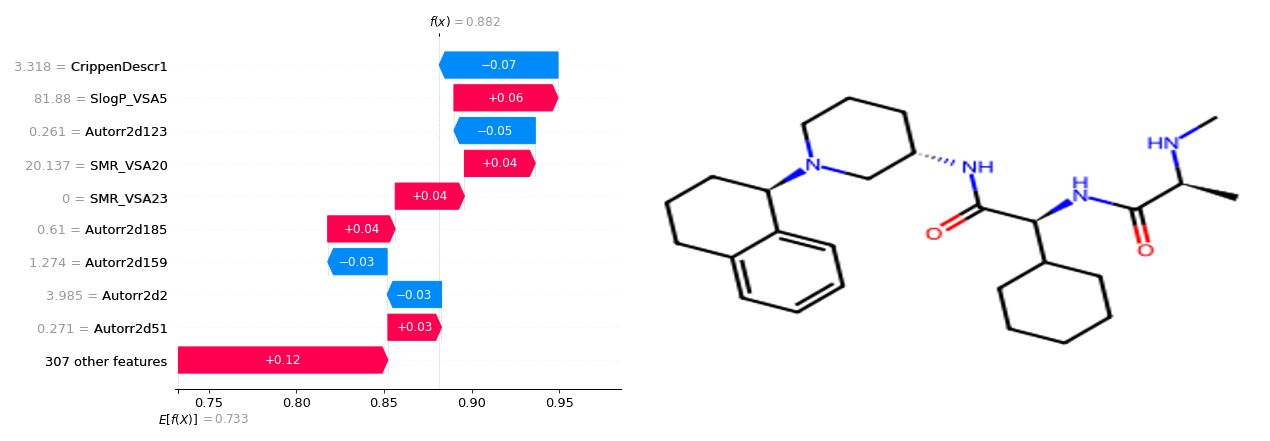 f(x) = 0.882
3.318 = CrippenDescr1
−0.07
81.88 = SlogP_VSA5
+0.06
0.261 = Autorr2d123
−0.05
20.137 = SMR_VSA20
+0.04
0 = SMR_VSA23
+0.04
0.61 = Autorr2d185
+0.04
1.274 = Autorr2d159
−0.03
3.985 = Autorr2d2
−0.03
0.271 = Autorr2d51
+0.03
307 other features
+0.12
0.75 0.80 0.85 0.90 0.95
E[f(X)] = 0.733
HN
N
NH
H
N
O
O